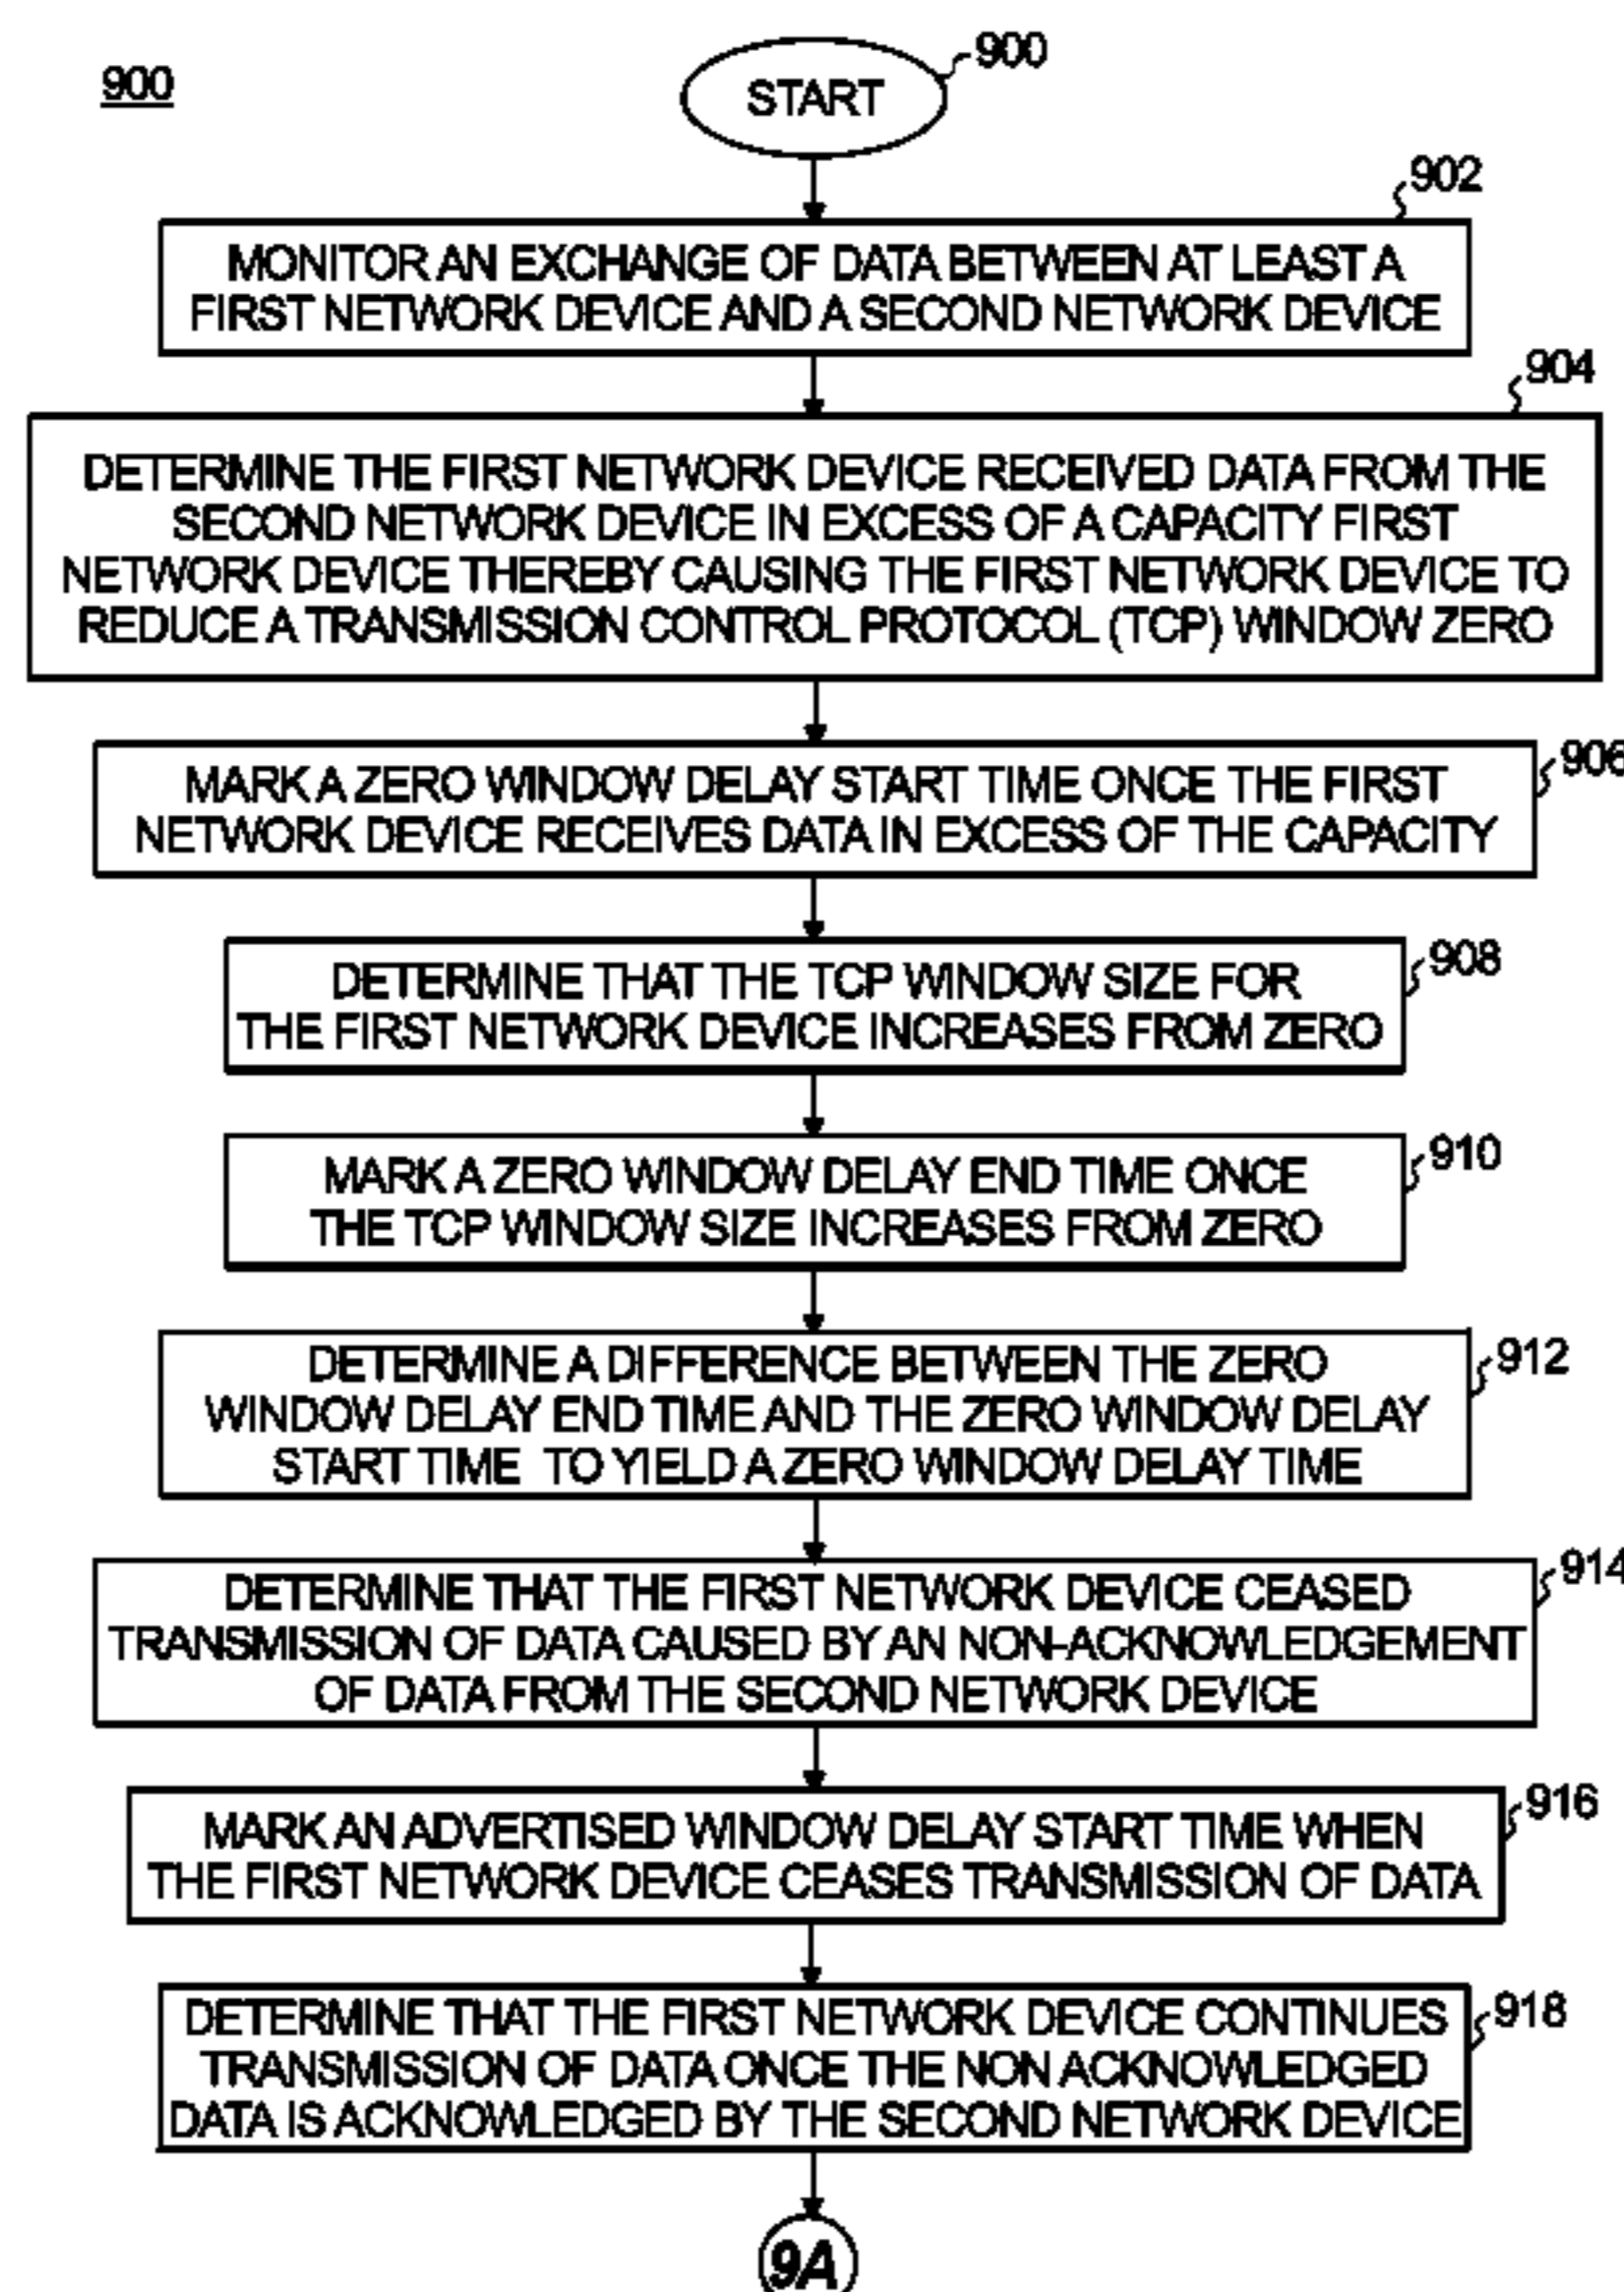 900
START
900
902
MONITOR AN EXCHANGE OF DATA BETWEEN AT LEAST A
FIRST NETWORK DEVICE AND A SECOND NETWORK DEVICE
904
DETERMINE THE FIRST NETWORK DEVICE RECEIVED DATA FROM THE
SECOND NETWORK DEVICE IN EXCESS OF A CAPACITY FIRST
NETWORK DEVICE THEREBY CAUSING THE FIRST NETWORK DEVICE TO
REDUCE A TRANSMISSION CONTROL PROTOCOL (TCP) WINDOW ZERO
906
MARK A ZERO WINDOW DELAY START TIME ONCE THE FIRST
NETWORK DEVICE RECEIVES DATA IN EXCESS OF THE CAPACITY
908
DETERMINE THAT THE TCP WINDOW SIZE FOR
THE FIRST NETWORK DEVICE INCREASES FROM ZERO
910
MARK A ZERO WINDOW DELAY END TIME ONCE
THE TCP WINDOW SIZE INCREASES FROM ZERO
912
DETERMINE A DIFFERENCE BETWEEN THE ZERO
WINDOW DELAY END TIME AND THE ZERO WINDOW DELAY
START TIME TO YIELD A ZERO WINDOW DELAY TIME
914
DETERMINE THAT THE FIRST NETWORK DEVICE CEASED
TRANSMISSION OF DATA CAUSED BY AN NON-ACKNOWLEDGEMENT
OF DATA FROM THE SECOND NETWORK DEVICE
916
MARK AN ADVERTISED WINDOW DELAY START TIME WHEN
THE FIRST NETWORK DEVICE CEASES TRANSMISSION OF DATA
918
DETERMINE THAT THE FIRST NETWORK DEVICE CONTINUES
TRANSMISSION OF DATA ONCE THE NON ACKNOWLEDGED
DATA IS ACKNOWLEDGED BY THE SECOND NETWORK DEVICE
9A